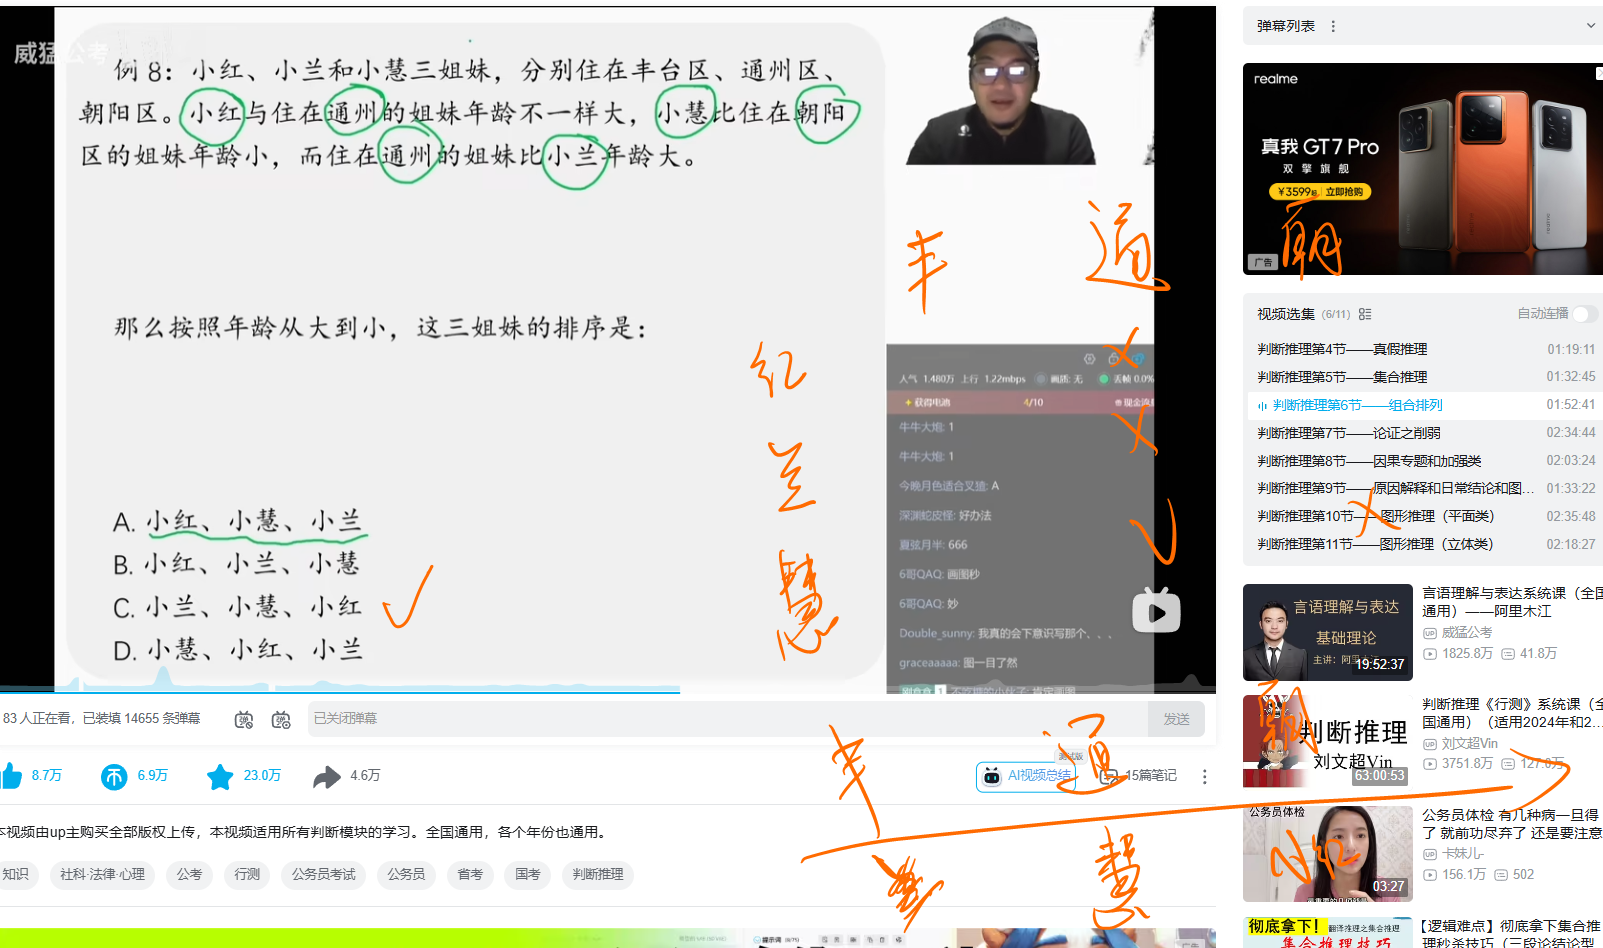 威猛公考
例 8：小红、小兰和小慧三姐妹，分别住在丰台区、通州区、
朝阳区。小红与住在通州的姐妹年龄不一样大，小慧比住在朝阳
区的姐妹年龄小，而住在通州的姐妹比小兰年龄大。
那么按照年龄从大到小，这三姐妹的排序是：
A. 小红、小慧、小兰
B. 小红、小兰、小慧
C. 小兰、小慧、小红
D. 小慧、小红、小兰
丰 通 朝
红
兰
慧
人气 1.480万 上行 1.22mbps 画质: 无 丢帧 0.0%
获得电池 4/10
牛牛大炮: 1
牛牛大炮: 1
今晚月色适合叉猹: A
深渊蛇皮怪: 好办法
夏弦月半: 666
6哥QAQ: 画图秒
6哥QAQ: 妙
Double_sunny: 我真的会下意识写那个、、、
graceaaaaa: 图一目了然
83 人正在看，已装填 14655 条弹幕
已关闭弹幕
发送
8.7万
6.9万
23.0万
4.6万
测试版
AI视频总结
15篇笔记
丰 通 朝
慧 小红
本视频由up主购买全部版权上传，本视频适用所有判断模块的学习。全国通用，各个年份也通用。
知识
社科·法律·心理
公考
行测
公务员考试
公务员
省考
国考
判断推理
弹幕列表
realme
真我 GT7 Pro
双擎旗舰
¥3599起 立即抢购
广告
视频选集 (6/11)
自动连播
判断推理第4节——真假推理 01:19:11
判断推理第5节——集合推理 01:32:45
判断推理第6节——组合排列 01:52:41
判断推理第7节——论证之削弱 02:34:44
判断推理第8节——因果专题和加强类 02:03:24
判断推理第9节——原因解释和日常结论和图... 01:33:22
判断推理第10节——图形推理（平面类） 02:35:48
判断推理第11节——图形推理（立体类） 02:18:27
言语理解与表达
基础理论
主讲：阿里木江
19:52:37
言语理解与表达系统课（全国
通用）——阿里木江
威猛公考
1825.8万 41.8万
判断推理
刘文超Vin
63:00:53
判断推理《行测》系统课（全
国通用）（适用2024年和2...
刘文超Vin
3751.8万 127.0万
公务员体检
03:27
公务员体检 有几种病一旦得
了 就前功尽弃了 还是要注意
卡妹儿-
156.1万 502
彻底拿下！
翻译推理之集合推理
集合推理技巧
【逻辑难点】彻底拿下集合推
理秒杀技巧（三段论结论型
提示词
广告